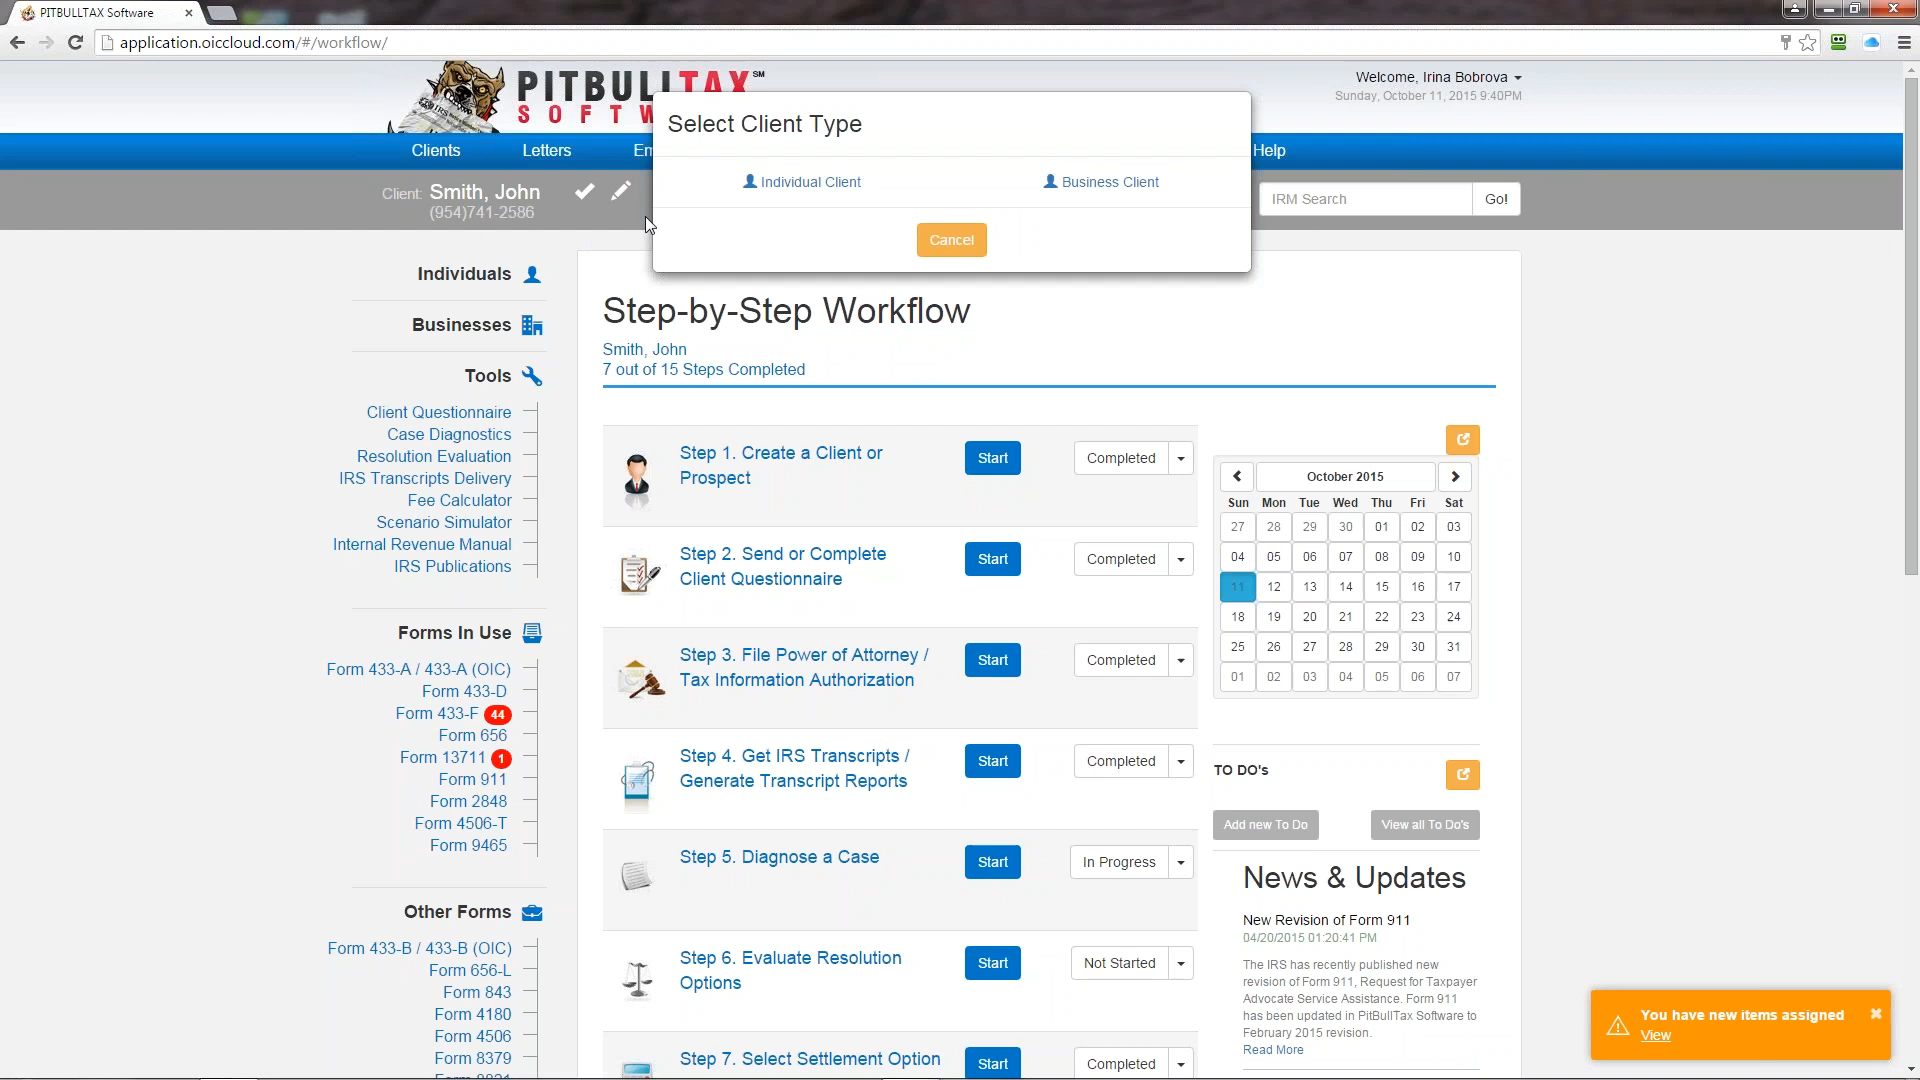 PITBULLTAX Software
application.oiccloud.com/#/workflow/
PITBULLTAX SM
SOFTW
IRS
Welcome, Irina Bobrova
Sunday, October 11, 2015 9:40PM
Select Client Type
Individual Client
Business Client
Cancel
Clients
Letters
Em
Help
Client: Smith, John
(954)741-2586
IRM Search
Go!
Individuals
Businesses
Tools
Client Questionnaire
Case Diagnostics
Resolution Evaluation
IRS Transcripts Delivery
Fee Calculator
Scenario Simulator
Internal Revenue Manual
IRS Publications
Forms In Use
Form 433-A / 433-A (OIC)
Form 433-D
Form 433-F 44
Form 656
Form 13711 1
Form 911
Form 2848
Form 4506-T
Form 9465
Other Forms
Form 433-B / 433-B (OIC)
Form 656-L
Form 843
Form 4180
Form 4506
Form 8379
Step-by-Step Workflow
Smith, John
7 out of 15 Steps Completed
Step 1. Create a Client or
Prospect
Start
Completed
Step 2. Send or Complete
Client Questionnaire
Start
Completed
Step 3. File Power of Attorney /
Tax Information Authorization
Start
Completed
Step 4. Get IRS Transcripts /
Generate Transcript Reports
Start
Completed
Step 5. Diagnose a Case
Start
In Progress
Step 6. Evaluate Resolution
Options
Start
Not Started
Step 7. Select Settlement Option
Start
Completed
October 2015
Sun Mon Tue Wed Thu Fri Sat
27 28 29 30 01 02 03
04 05 06 07 08 09 10
11 12 13 14 15 16 17
18 19 20 21 22 23 24
25 26 27 28 29 30 31
01 02 03 04 05 06 07
TO DO's
Add new To Do
View all To Do's
News & Updates
New Revision of Form 911
04/20/2015 01:20:41 PM
The IRS has recently published new
revision of Form 911, Request for Taxpayer
Advocate Service Assistance. Form 911
has been updated in PitBullTax Software to
February 2015 revision.
Read More
You have new items assigned
View